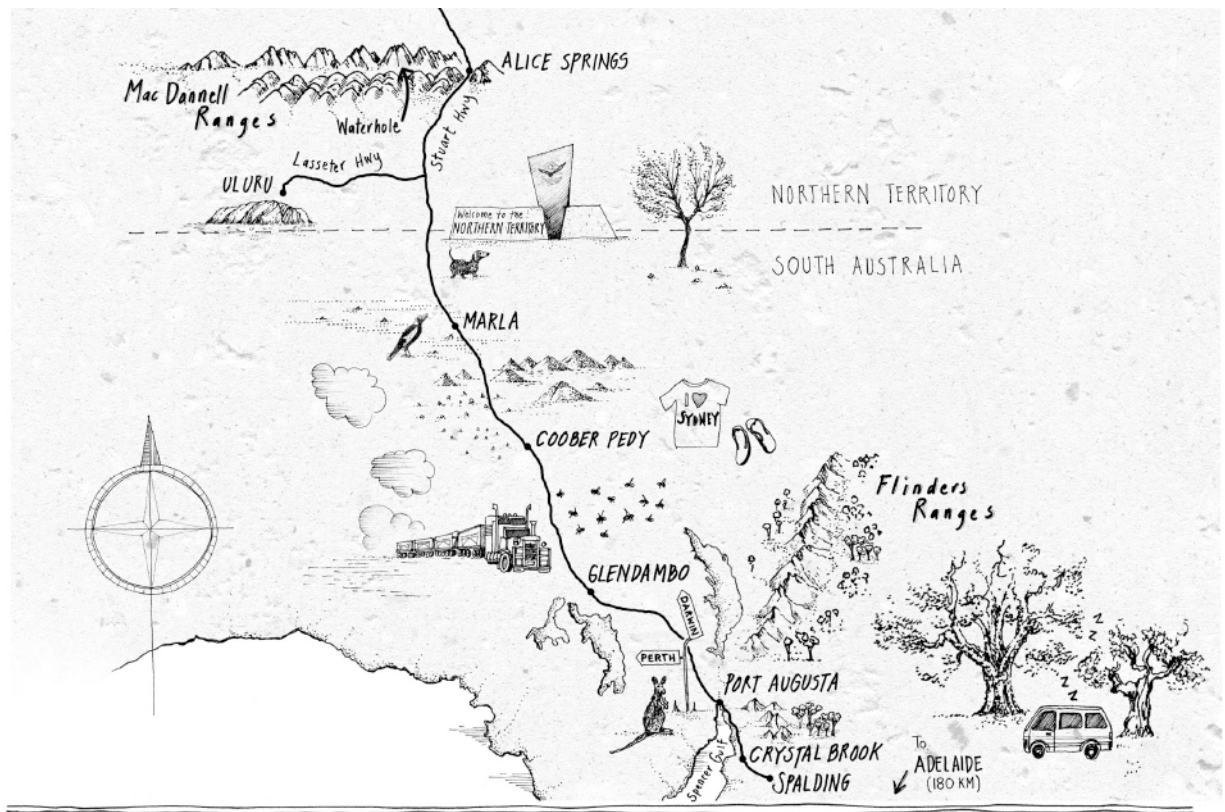 ALICE SPRINGS
Mac Dannell
Ranges
Waterhole
Stuart Hwy
Lasseter Hwy
ULURU
Welcome to the
NORTHERN TERRITORY
NORTHERN TERRITORY
SOUTH AUSTRALIA
MARLA
I
SYDNEY
COOBER PEDY
Flinders
Ranges
GLENDAMBO
DARWIN
PERTH
PORT AUGUSTA
Z
Z
Z
Z
Spencer Gulf
CRYSTAL BROOK
SPALDING
To
ADELAIDE
(180 KM)